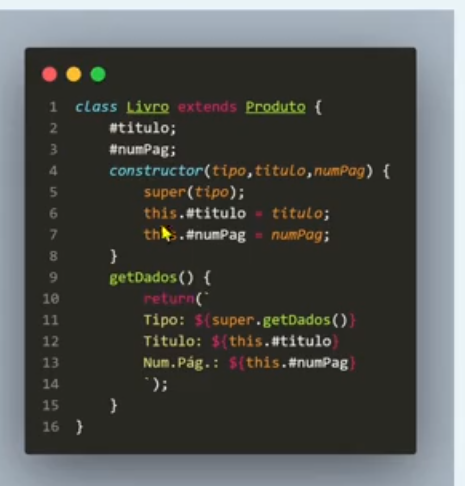 1 class Livro extends Produto {
2     #titulo;
3     #numPag;
4     constructor(tipo,titulo,numPag) {
5         super(tipo);
6         this.#titulo = titulo;
7         this.#numPag = numPag;
8     }
9     getDados() {
10         return(`
11         Tipo: ${super.getDados()}
12         Titulo: ${this.#titulo}
13         Num.Pág.: ${this.#numPag}
14         `);
15     }
16 }